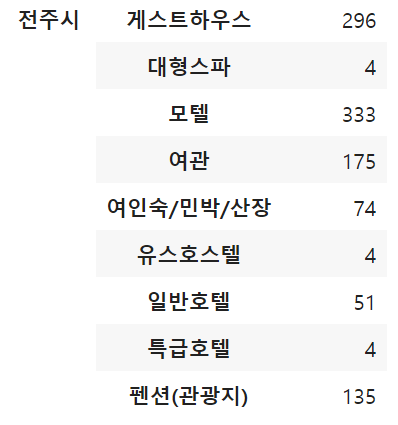 전주시 게스트하우스 296
대형스파 4
모텔 333
여관 175
여인숙/민박/산장 74
유스호스텔 4
일반호텔 51
특급호텔 4
펜션(관광지) 135